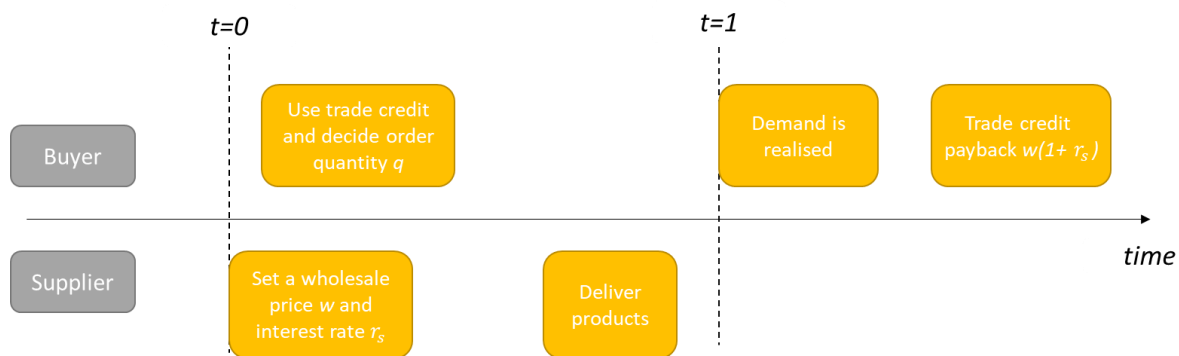 t=0
t=1
Use trade credit
and decide order
quantity q
Demand is
realised
Trade credit
payback w(1+ rₛ)
Buyer
time
Supplier
Set a wholesale
price w and
interest rate rₛ
Deliver
products